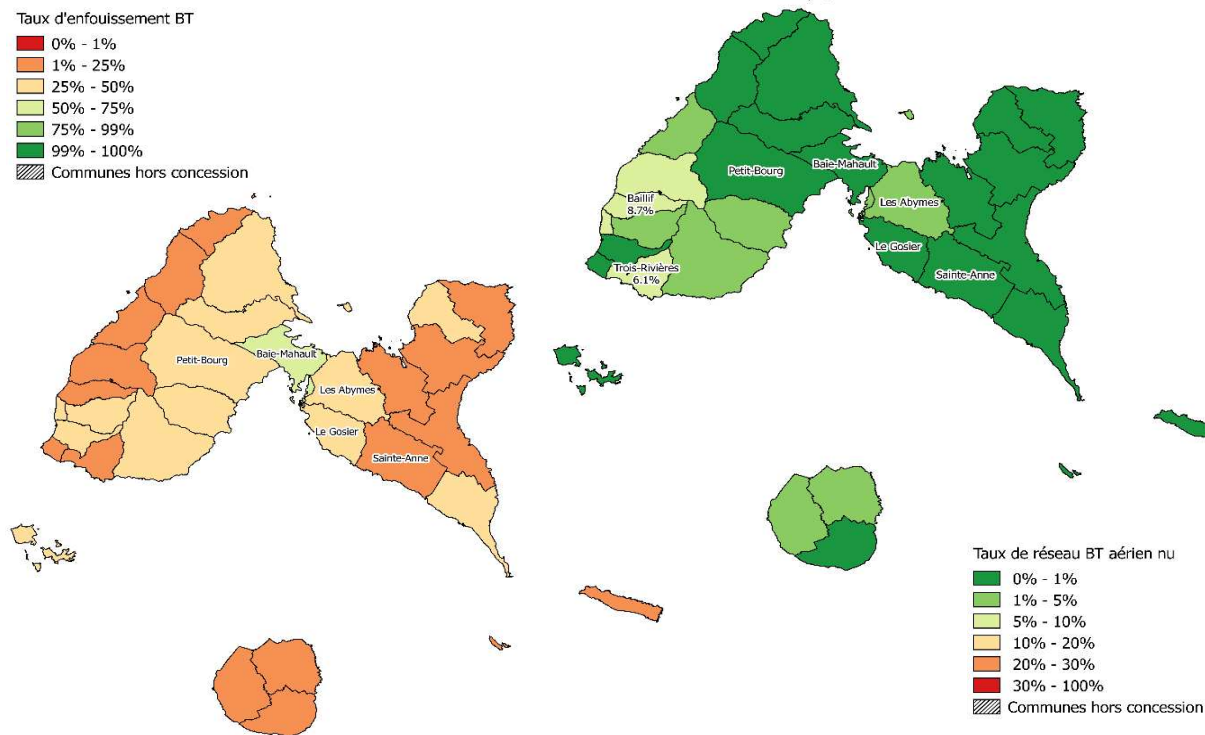 Taux d'enfouissement BT
0% - 1%
1% - 25%
25% - 50%
50% - 75%
75% - 99%
99% - 100%
Communes hors concession
Petit-Bourg
Baie-Mahault
Les Abymes
Le Gosier
Sainte-Anne
Petit-Bourg
Baie-Mahault
Baillif
8.7%
Les Abymes
Le Gosier
Trois-Rivières
6.1%
Sainte-Anne
Taux de réseau BT aérien nu
0% - 1%
1% - 5%
5% - 10%
10% - 20%
20% - 30%
30% - 100%
Communes hors concession